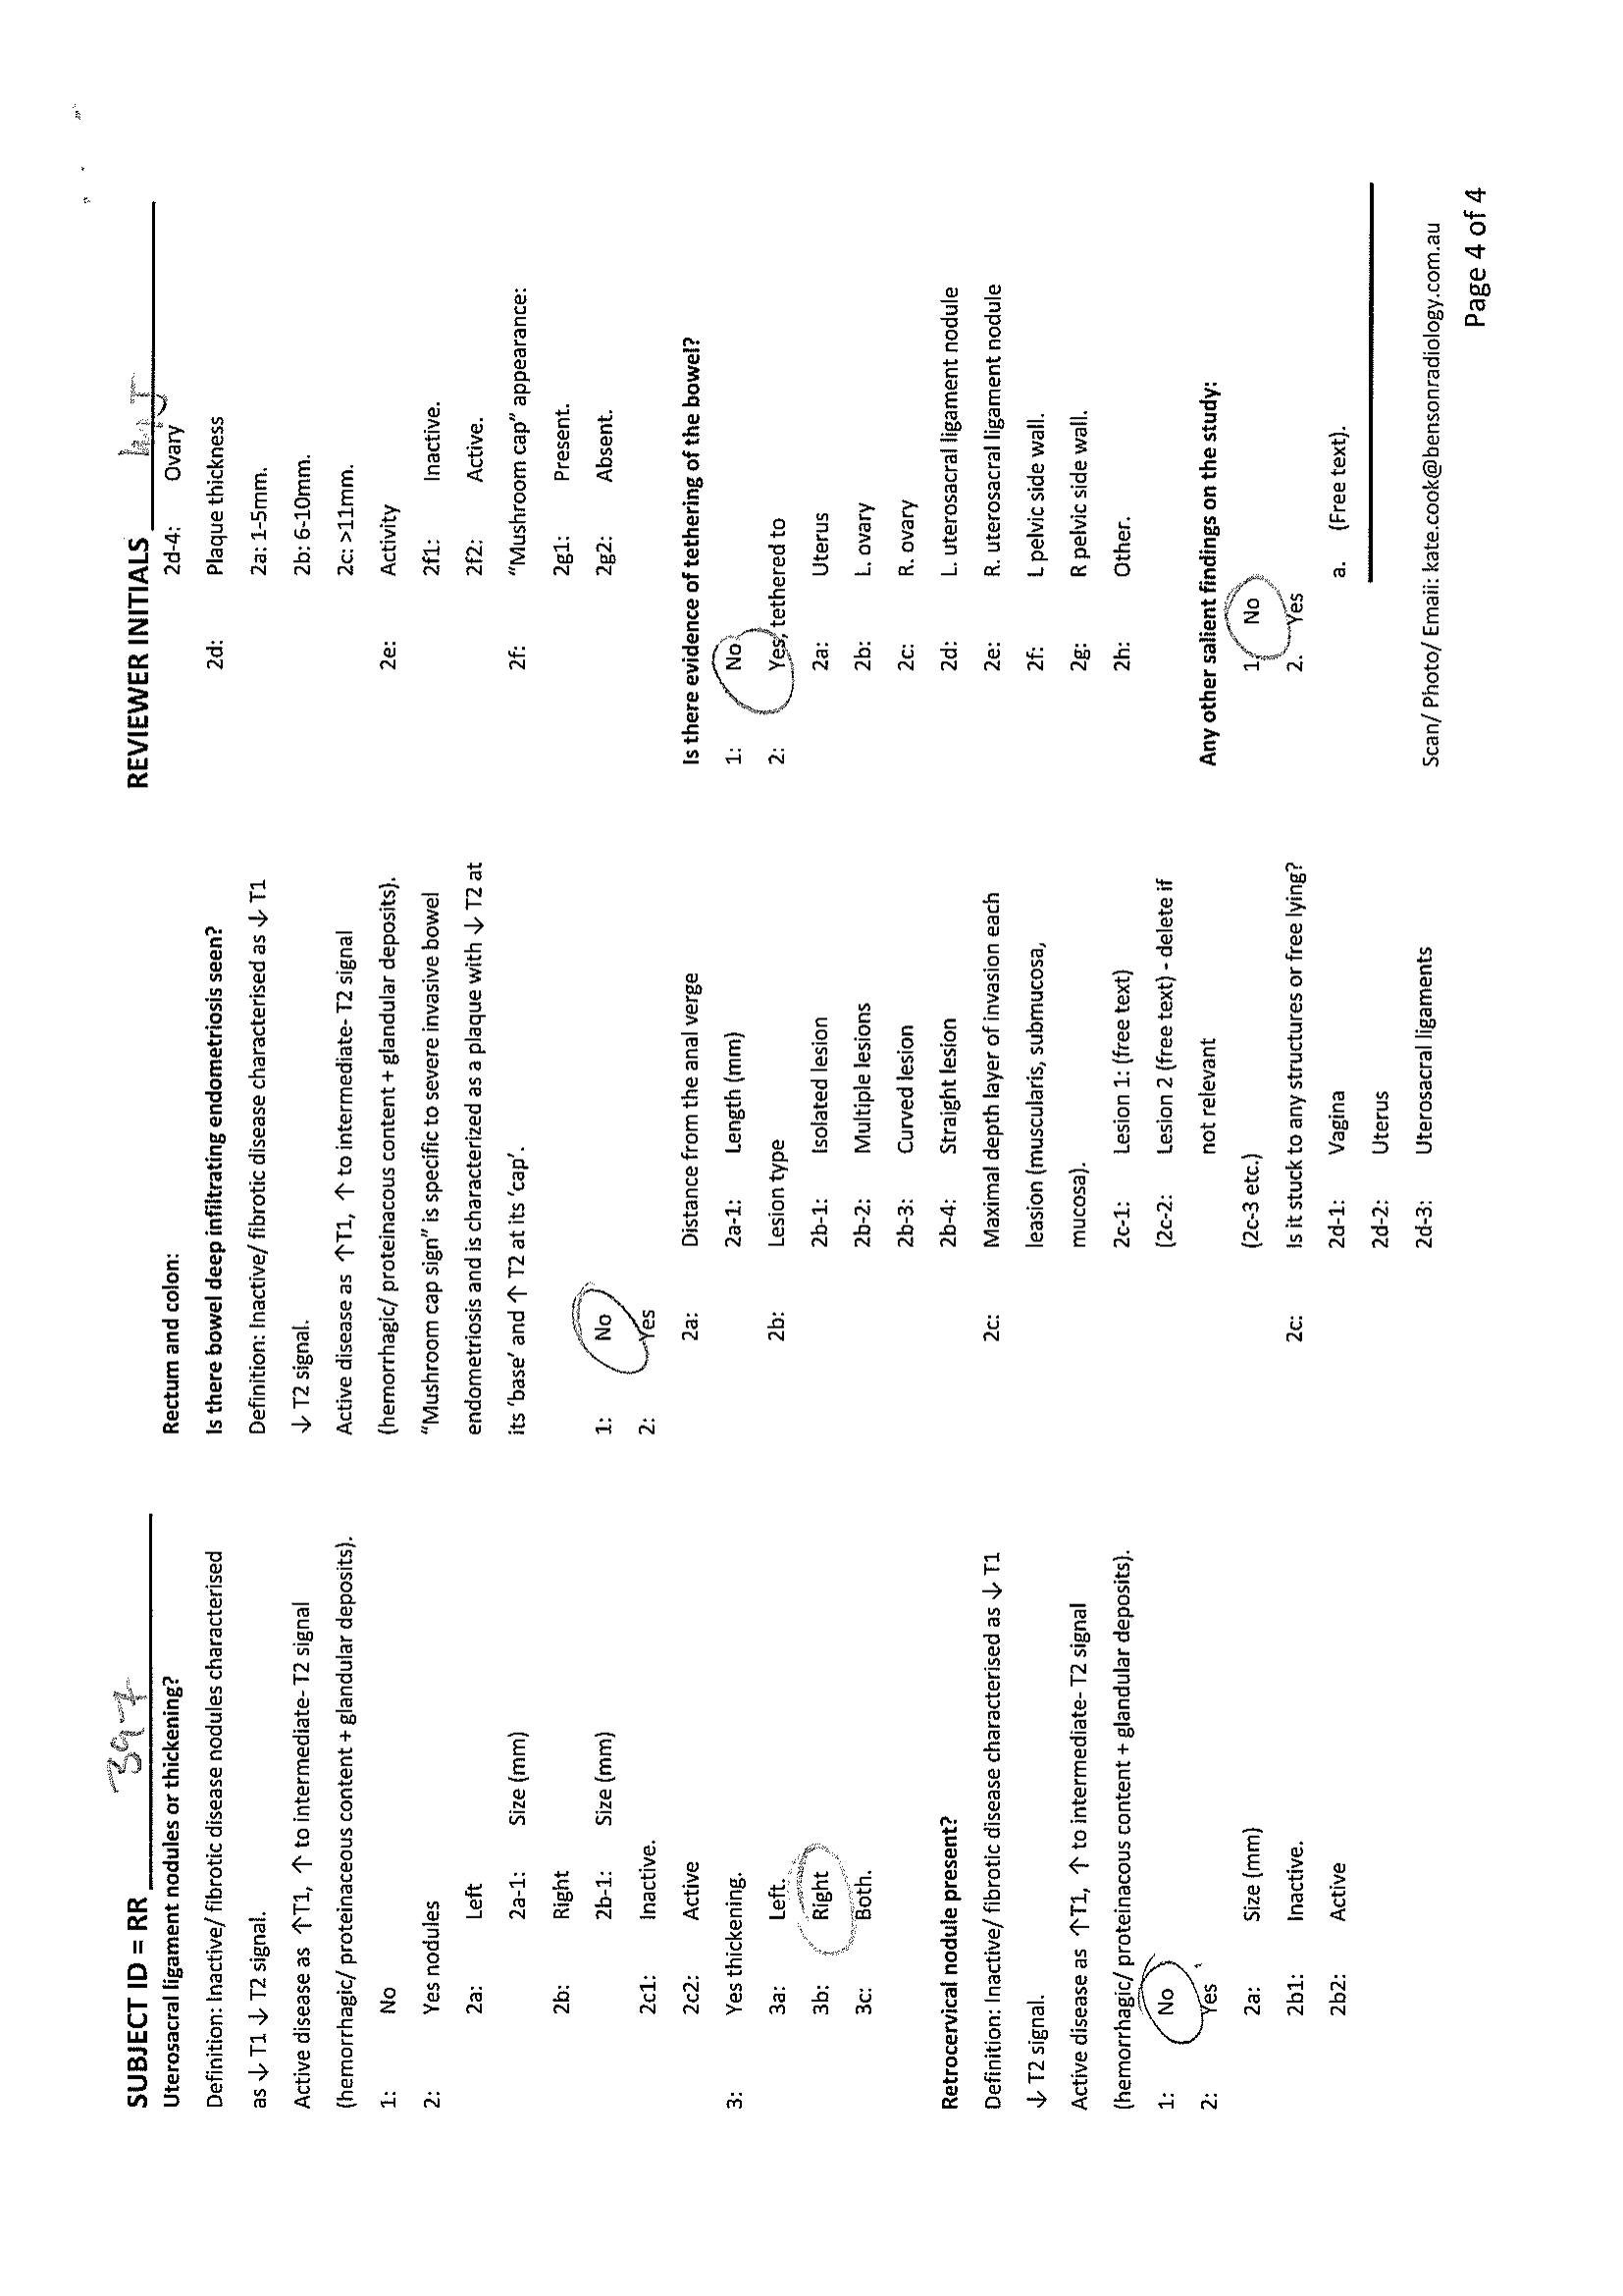 SUBJECT ID = RR 397
Uterosacral ligament nodules or thickening?
Definition: Inactive/ fibrotic disease nodules characterised
as ↓ T1 ↓ T2 signal.
Active disease as ↑T1, ↑ to intermediate- T2 signal
(hemorrhagic/ proteinaceous content + glandular deposits).
1: No
2: Yes nodules
2a: Left
2a-1: Size (mm)
2b: Right
2b-1: Size (mm)
2c1: Inactive.
2c2: Active
3: Yes thickening.
3a: Left.
3b: Right
3c: Both.
Retrocervical nodule present?
Definition: Inactive/ fibrotic disease characterised as ↓ T1
↓ T2 signal.
Active disease as ↑T1, ↑ to intermediate- T2 signal
(hemorrhagic/ proteinacous content + glandular deposits).
1: No
2: Yes
2a: Size (mm)
2b1: Inactive.
2b2: Active
Rectum and colon:
Is there bowel deep infiltrating endometriosis seen?
Definition: Inactive/ fibrotic disease characterised as ↓ T1
↓ T2 signal.
Active disease as ↑T1, ↑ to intermediate- T2 signal
(hemorrhagic/ proteinacous content + glandular deposits).
“Mushroom cap sign” is specific to severe invasive bowel
endometriosis and is characterized as a plaque with ↓ T2 at
its ‘base’ and ↑ T2 at its ‘cap’.
1: No
2: Yes
2a: Distance from the anal verge
2a-1: Length (mm)
2b: Lesion type
2b-1: Isolated lesion
2b-2: Multiple lesions
2b-3: Curved lesion
2b-4: Straight lesion
2c: Maximal depth layer of invasion each
leasion (muscularis, submucosa,
mucosa).
2c-1: Lesion 1: (free text)
(2c-2: Lesion 2 (free text) - delete if
not relevant
(2c-3 etc.)
2c: Is it stuck to any structures or free lying?
2d-1: Vagina
2d-2: Uterus
2d-3: Uterosacral ligaments
REVIEWER INITIALS
2d-4: Ovary
2d: Plaque thickness
2a: 1-5mm.
2b: 6-10mm.
2c: >11mm.
2e: Activity
2f1: Inactive.
2f2: Active.
2f: “Mushroom cap” appearance:
2g1: Present.
2g2: Absent.
Is there evidence of tethering of the bowel?
1: No
2: Yes, tethered to
2a: Uterus
2b: L. ovary
2c: R. ovary
2d: L. uterosacral ligament nodule
2e: R. uterosacral ligament nodule
2f: L pelvic side wall.
2g: R pelvic side wall.
2h: Other.
Any other salient findings on the study:
1. No
2. Yes
a. (Free text).
Scan/ Photo/ Email: kate.cook@bensonradiology.com.au
Page 4 of 4